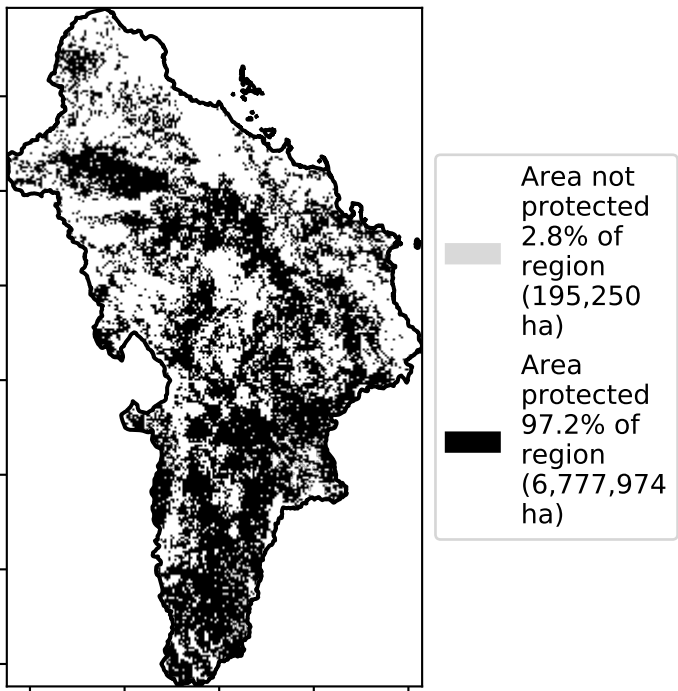 Area not
protected
2.8% of
region
(195,250
ha)
Area
protected
97.2% of
region
(6,777,974
ha)